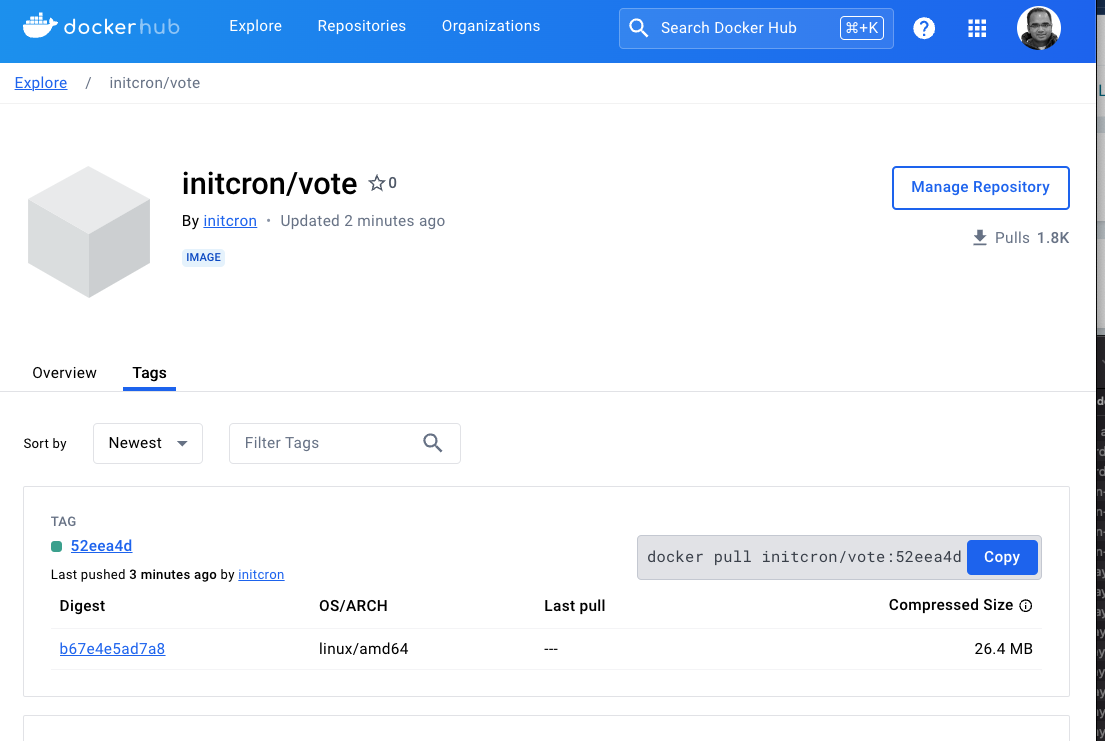 dockerhub Explore Repositories Organizations Search Docker Hub ⌘+K ?
Explore / initcron/vote
initcron/vote 0
Manage Repository
By initcron • Updated 2 minutes ago
Pulls 1.8K
IMAGE
Overview Tags
Sort by Newest Filter Tags
TAG
52eea4d
docker pull initcron/vote:52eea4d Copy
Last pushed 3 minutes ago by initcron
Digest OS/ARCH Last pull Compressed Size
b67e4e5ad7a8 linux/amd64 --- 26.4 MB